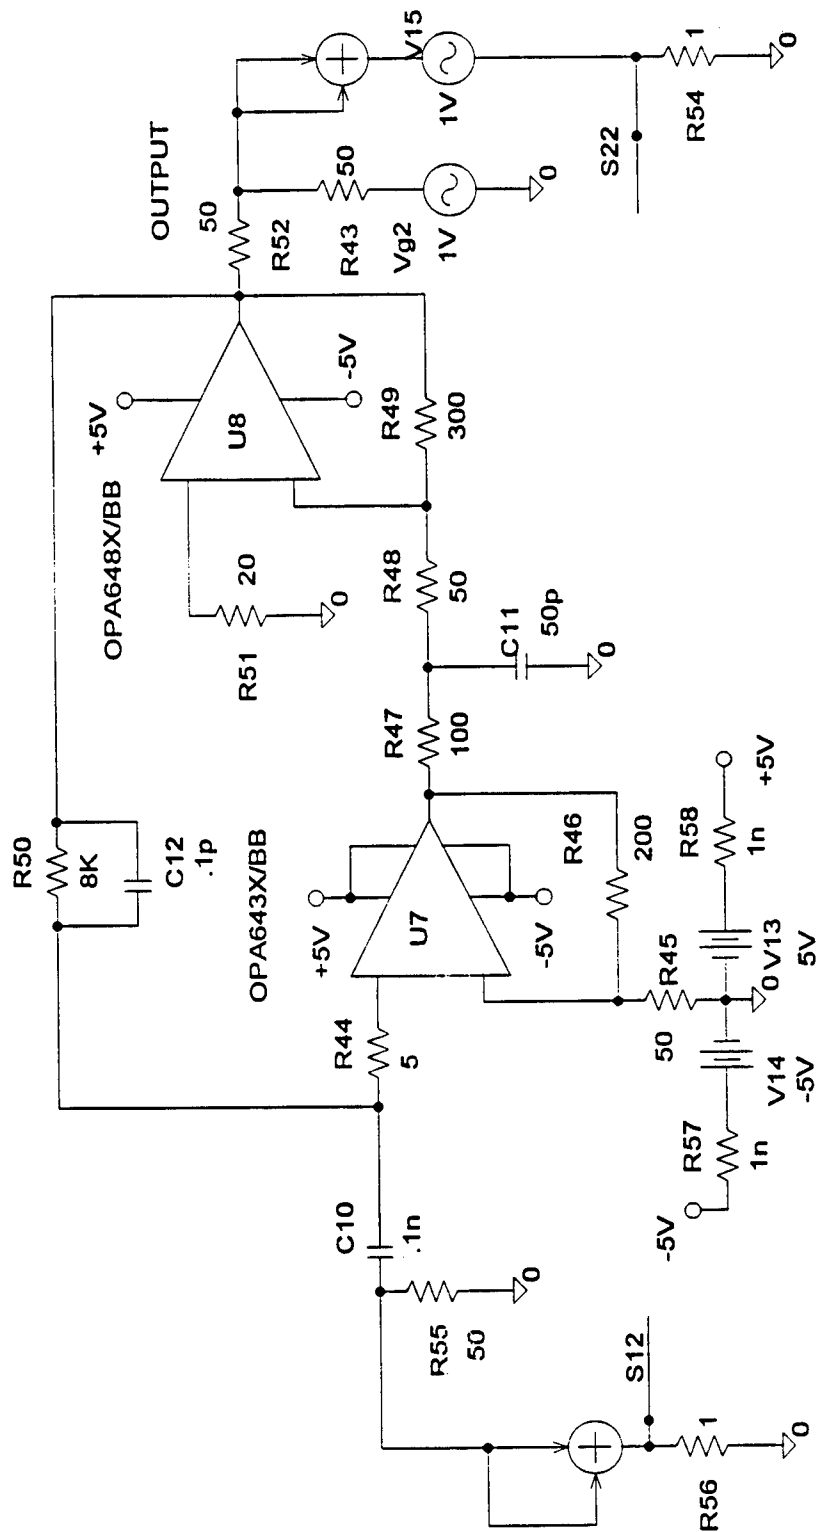 R50
8K
C12
.1p
OPA648X/BB
+5V
U8
-5V
R51
20
0
OUTPUT
50
R52
50
R43
Vg2
1V
0
V15
1V
S22
1
R54
0
R49
300
R48
50
C11
50p
0
R47
100
OPA643X/BB
+5V
U7
-5V
R44
5
R46
200
R45
50
0
V13
5V
R58
1n
+5V
V14
-5V
R57
1n
-5V
C10
.1n
R55
50
0
S12
R56
1
0